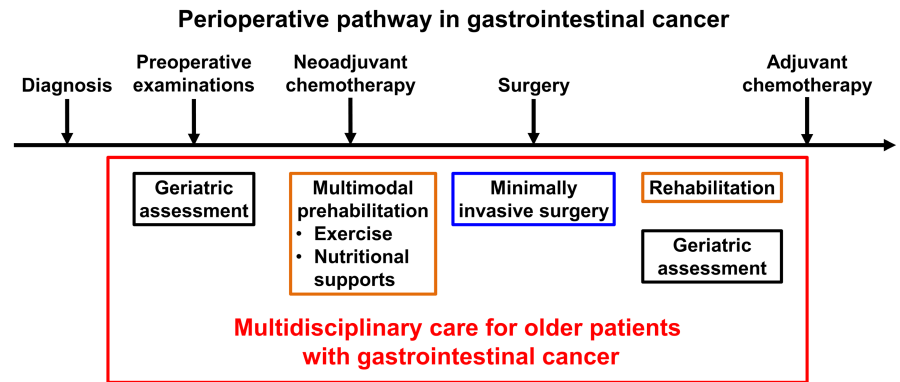 Perioperative pathway in gastrointestinal cancer
Diagnosis
Preoperative
examinations
Neoadjuvant
chemotherapy
Surgery
Adjuvant
chemotherapy
Geriatric
assessment
Multimodal
prehabilitation
• Exercise
• Nutritional
supports
Minimally
invasive surgery
Rehabilitation
Geriatric
assessment
Multidisciplinary care for older patients
with gastrointestinal cancer